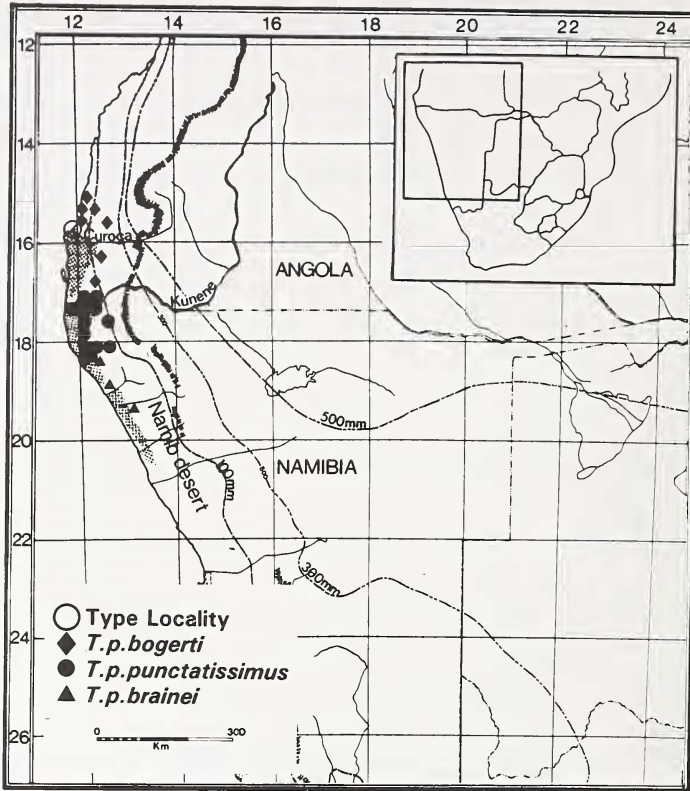 12 14 16 18 20 22 24
12
14
16
18
20
22
24
26
Curoca
Kunene
ANGOLA
500mm
Namib desert
100mm
NAMIBIA
300mm
Type Locality
T.p.bogerti
T.p.punctatissimus
T.p.brainei
0 300
Km